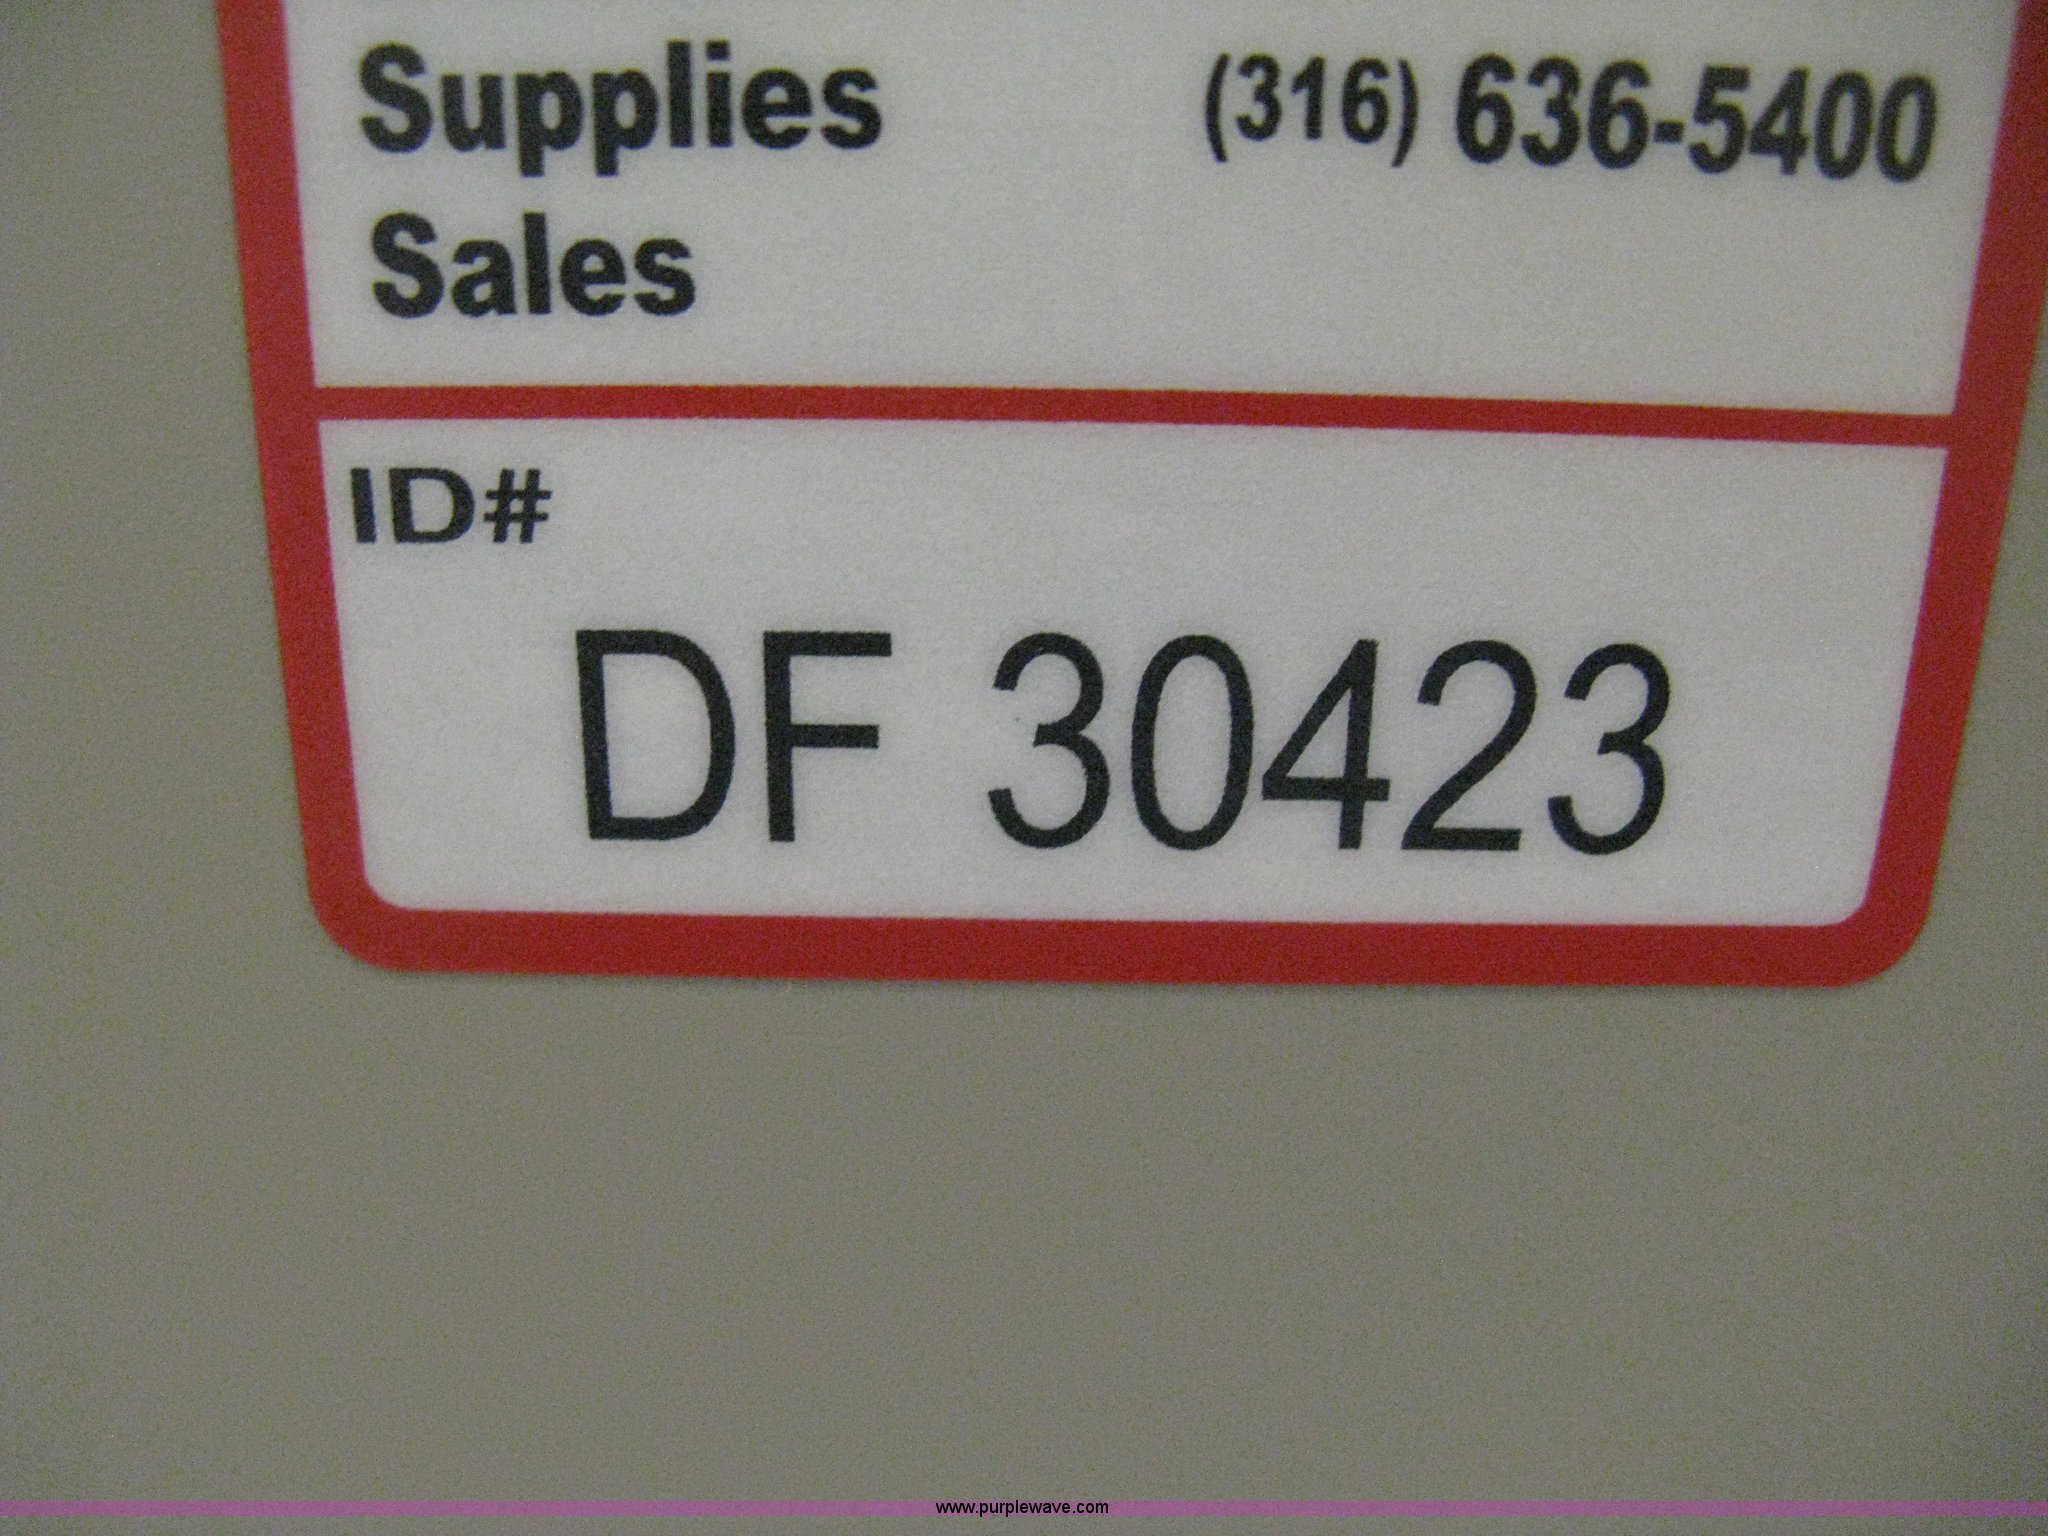 Supplies (316) 636-5400
Sales
ID#
DF 30423
www.purplewave.com